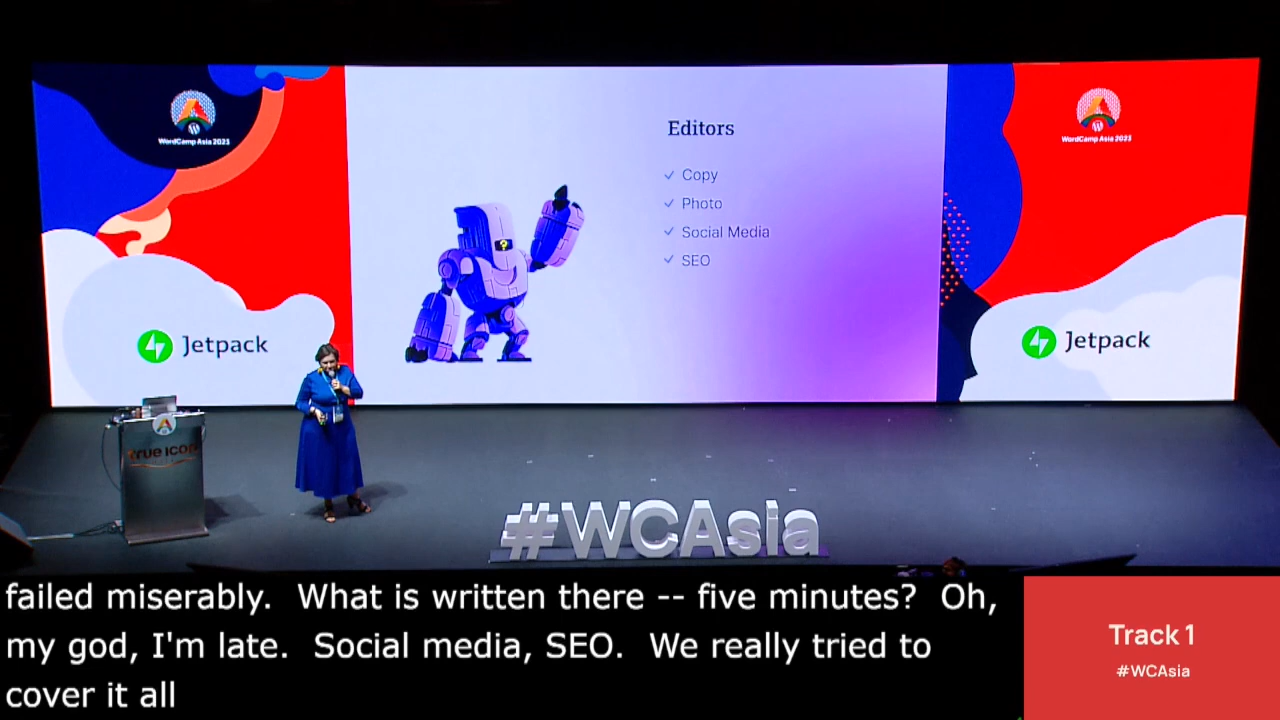 WordCamp Asia 2023
WordCamp Asia 2023
Editors
Copy
Photo
Social Media
SEO
?
Jetpack
Jetpack
TRUE ICON
#WCAsia
failed miserably. What is written there -- five minutes? Oh,
my god, I'm late. Social media, SEO. We really tried to
cover it all
Track 1
#WCAsia